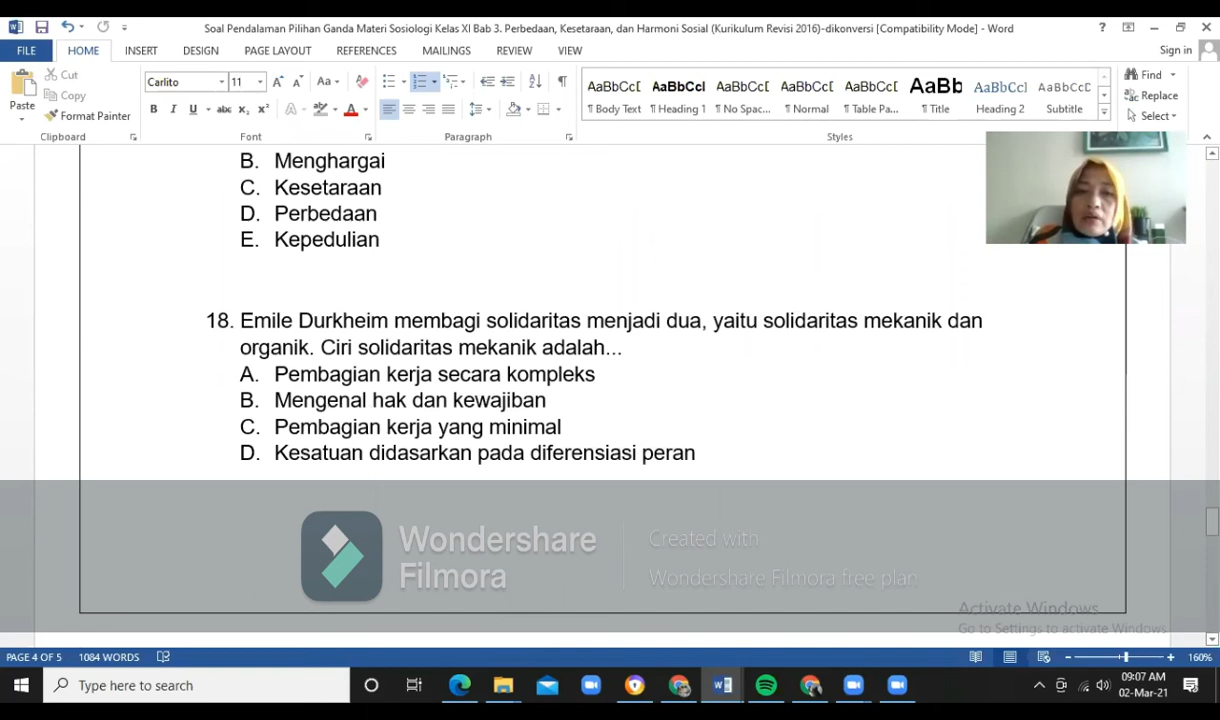 Soal Pendalaman Pilihan Ganda Materi Sosiologi Kelas XI Bab 3. Perbedaan, Kesetaraan, dan Harmoni Sosial (Kurikulum Revisi 2016)-dikonversi [Compatibility Mode] - Word
FILE HOME INSERT DESIGN PAGE LAYOUT REFERENCES MAILINGS REVIEW VIEW Sign in
Paste
Cut
Copy
Format Painter
Clipboard
Carlito 11
Font
Paragraph
AaBbCc[ AaBbCcI AaBbC[ AaBbCc[ AaBbCc[ AaBb AaBbCcI AaBbCcC
¶ Body Text ¶ Heading 1 ¶ No Spac... ¶ Normal ¶ Table Pa... ¶ Title Heading 2 Subtitle
Styles
Find
Replace
Select
B. Menghargai
C. Kesetaraan
D. Perbedaan
E. Kepedulian
18. Emile Durkheim membagi solidaritas menjadi dua, yaitu solidaritas mekanik dan
organik. Ciri solidaritas mekanik adalah...
A. Pembagian kerja secara kompleks
B. Mengenal hak dan kewajiban
C. Pembagian kerja yang minimal
D. Kesatuan didasarkan pada diferensiasi peran
Wondershare
Filmora
Created with
Wondershare Filmora free plan
Activate Windows
Go to Settings to activate Windows
PAGE 4 OF 5 1084 WORDS 160%
Type here to search
09:07 AM
02-Mar-21